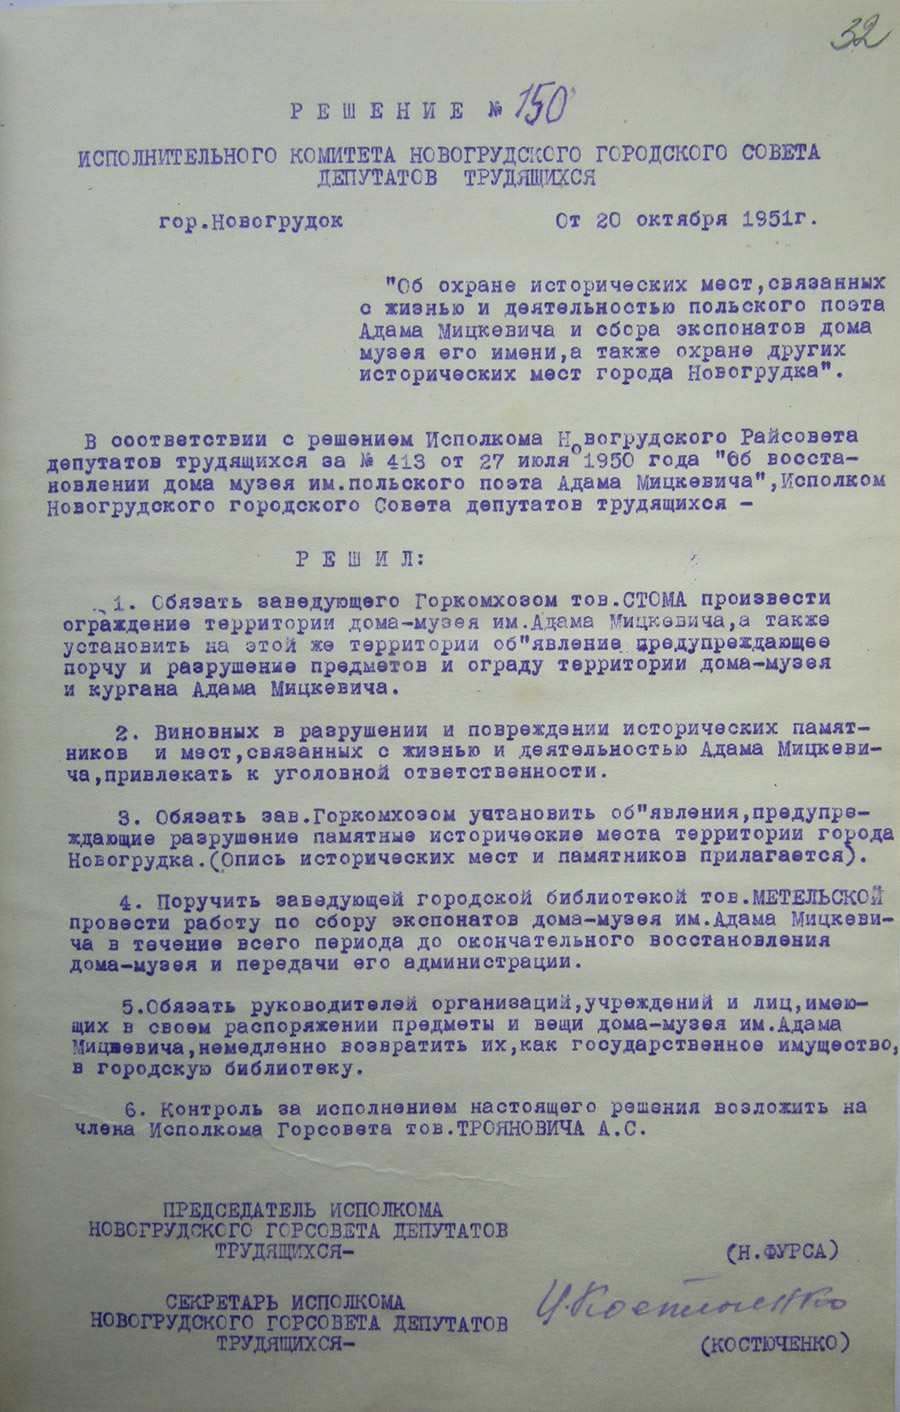 32
РЕШЕНИЕ № 150
ИСПОЛНИТЕЛЬНОГО КОМИТЕТА НОВОГРУДСКОГО ГОРОДСКОГО СОВЕТА
ДЕПУТАТОВ ТРУДЯЩИХСЯ
гор.Новогрудок От 20 октября 1951г.
"Об охране исторических мест,связанных
с жизнью и деятельностью польского поэта
Адама Мицкевича и сбора экспонатов дома
музея его имени,а также охране других
исторических мест города Новогрудка".
В соответствии с решением Исполкома Новогрудского Райсовета
депутатов трудящихся за № 413 от 27 июля 1950 года "Об восста-
новлении дома музея им.польского поэта Адама Мицкевича",Исполком
Новогрудского городского Совета депутатов трудящихся –
РЕШИЛ:
1. Обязать заведующего Горкомхозом тов.СТОМА произвести
ограждение территории дома-музея им.Адама Мицкевича,а также
установить на этой же территории об"явление предупреждающее
порчу и разрушение предметов и ограду территории дома-музея
и кургана Адама Мицкевича.
2. Виновных в разрушении и повреждении исторических памят-
ников и мест,связанных с жизнью и деятельностью Адама Мицкеви-
ча,привлекать к уголовной ответственности.
3. Обязать зав.Горкомхозом установить об"явления,предупре-
ждающие разрушение памятные исторические места территории города
Новогрудка.(Опись исторических мест и памятников прилагается).
4. Поручить заведующей городской библиотекой тов.МЕТЕЛЬСКОЙ
провести работу по сбору экспонатов дома-музея им.Адама Мицкеви-
ча в течение всего периода до окончательного восстановления
дома-музея и передачи его администрации.
5.Обязать руководителей организаций,учреждений и лиц,имею-
щих в своем распоряжении предметы и вещи дома-музея им.Адама
Мицкевича,немедленно возвратить их,как государственное имущество,
в городскую библиотеку.
6. Контроль за исполнением настоящего решения возложить на
члена Исполкома Горсовета тов.ТРОЯНОВИЧА А.С.
ПРЕДСЕДАТЕЛЬ ИСПОЛКОМА
НОВОГРУДСКОГО ГОРСОВЕТА ДЕПУТАТОВ
ТРУДЯЩИХСЯ– (Н.ФУРСА)
СЕКРЕТАРЬ ИСПОЛКОМА
НОВОГРУДСКОГО ГОРСОВЕТА ДЕПУТАТОВ
ТРУДЯЩИХСЯ– (КОСТЮЧЕНКО)